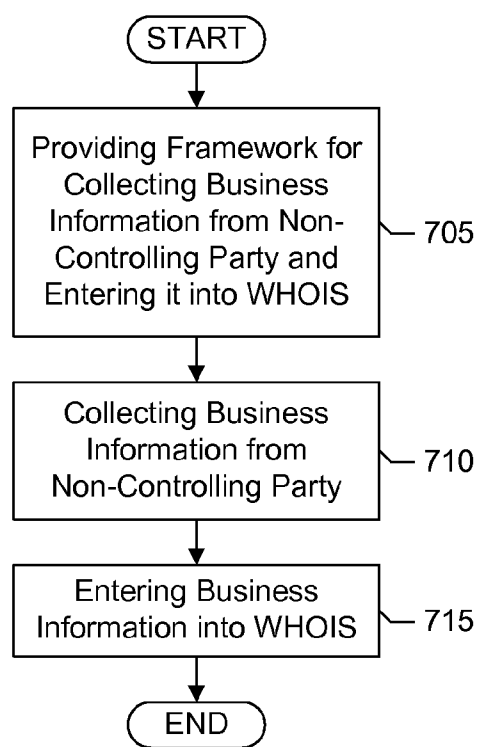 START
Providing Framework for
Collecting Business
Information from Non-
Controlling Party and
Entering it into WHOIS
705
Collecting Business
Information from
Non-Controlling Party
710
Entering Business
Information into WHOIS
715
END